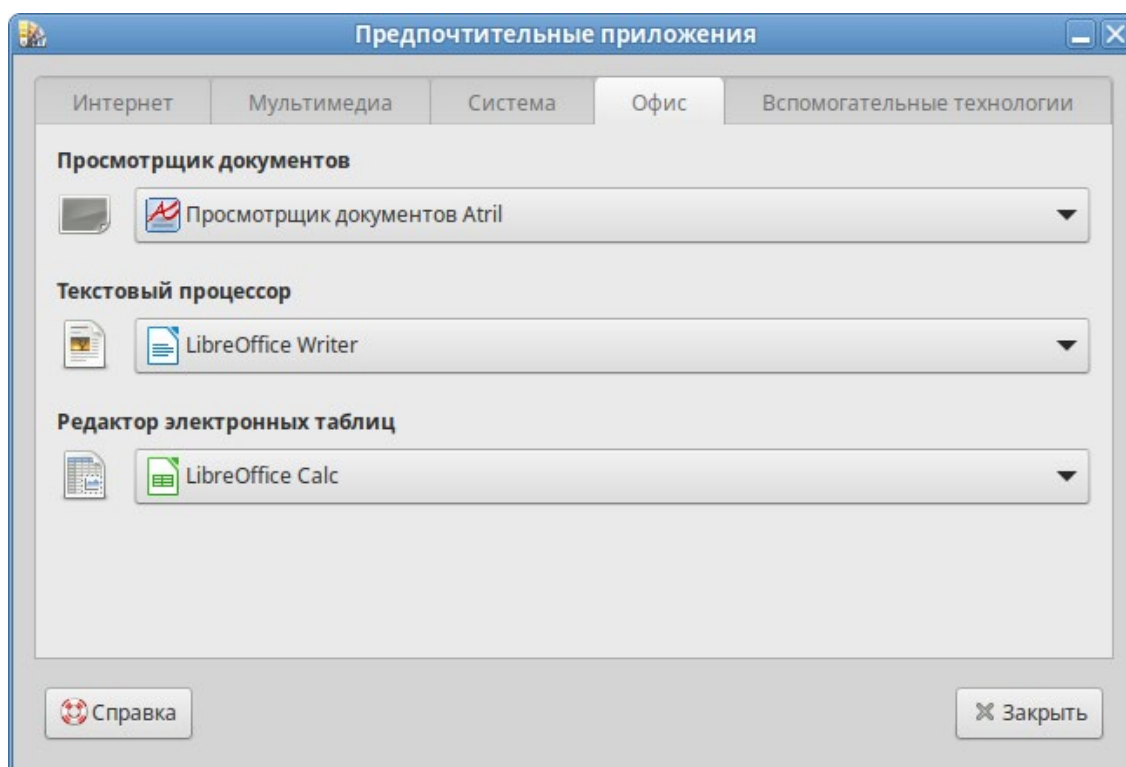 Предпочтительные приложения
Интернет Мультимедиа Система Офис Вспомогательные технологии
Просмотрщик документов
Просмотрщик документов Atril
Текстовый процессор
LibreOffice Writer
Редактор электронных таблиц
LibreOffice Calc
Справка Закрыть